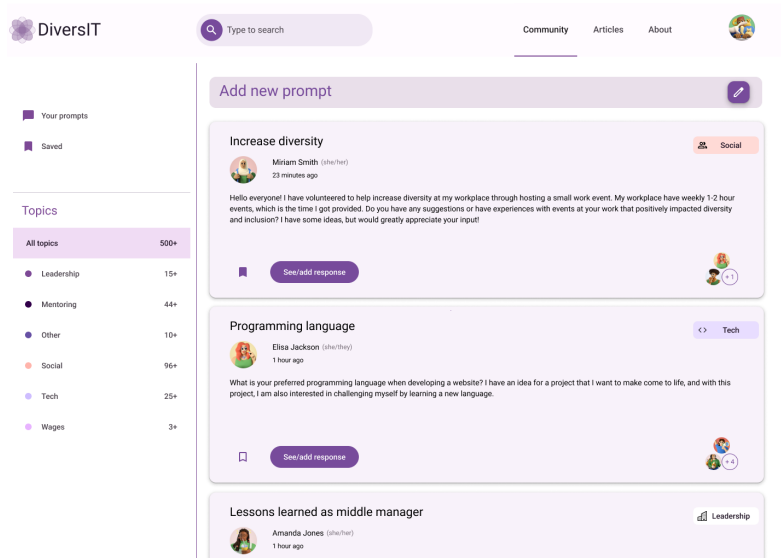 DiversIT
Type to search
Community
Articles
About
Your prompts
Saved
Topics
All topics 500+
Leadership 15+
Mentoring 44+
Other 10+
Social 96+
Tech 25+
Wages 3+
Add new prompt
Increase diversity
Social
Miriam Smith (she/her)
23 minutes ago
Hello everyone! I have volunteered to help increase diversity at my workplace through hosting a small work event. My workplace have weekly 1-2 hour
events, which is the time I got provided. Do you have any suggestions or have experiences with events at your work that positively impacted diversity
and inclusion? I have some ideas, but would greatly appreciate your input!
See/add response
+ 1
Programming language
Tech
Elisa Jackson (she/they)
1 hour ago
What is your preferred programming language when developing a website? I have an idea for a project that I want to make come to life, and with this
project, I am also interested in challenging myself by learning a new language.
See/add response
+ 4
Lessons learned as middle manager
Leadership
Amanda Jones (she/her)
1 hour ago